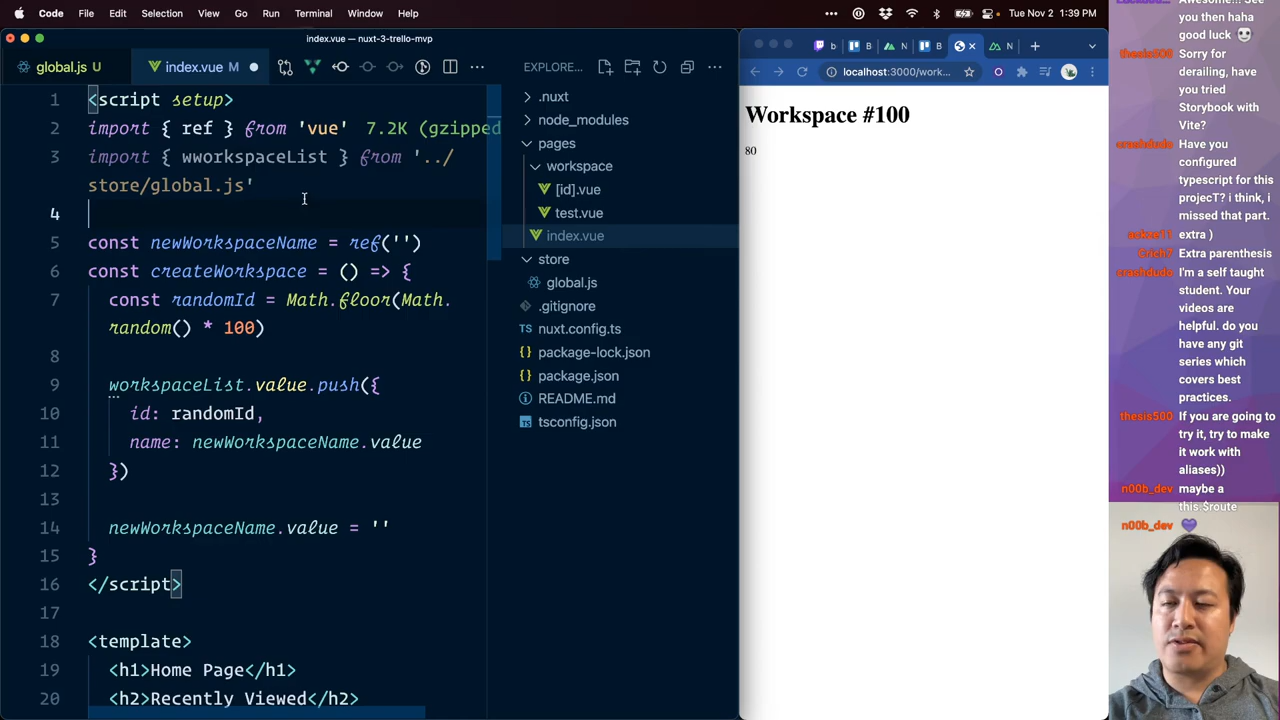 Code File Edit Selection View Go Run Terminal Window Help
Tue Nov 2 1:39 PM
index.vue — nuxt-3-trello-mvp
global.js U
index.vue M
EXPLORE...
1 <script setup>
2 import { ref } from 'vue' 7.2K (gzipped
3 import { wworkspaceList } from '../
store/global.js'
4
5 const newWorkspaceName = ref('')
6 const createWorkspace = () => {
7 const randomId = Math.floor(Math.
random() * 100)
8
9 workspaceList.value.push({
10 id: randomId,
11 name: newWorkspaceName.value
12 })
13
14 newWorkspaceName.value = ''
15 }
16 </script>
17
18 <template>
19 <h1>Home Page</h1>
20 <h2>Recently Viewed</h2>
.nuxt
node_modules
pages
workspace
[id].vue
test.vue
index.vue
store
global.js
.gitignore
nuxt.config.ts
package-lock.json
package.json
README.md
tsconfig.json
b B N B N
localhost:3000/work...
Workspace #100
80
you then haha
good luck
thesis500 Sorry for
derailing, have
you tried
Storybook with
Vite?
crashdudo Have you
configured
typescript for this
projecT? i think, i
missed that part.
ackze11 extra )
Crich7 Extra parenthesis
crashdudo I'm a self taught
student. Your
videos are
helpful. do you
have any git
series which
covers best
practices.
thesis500 If you are going to
try it, try to make
it work with
aliases))
n00b_dev maybe a
this.$route
n00b_dev